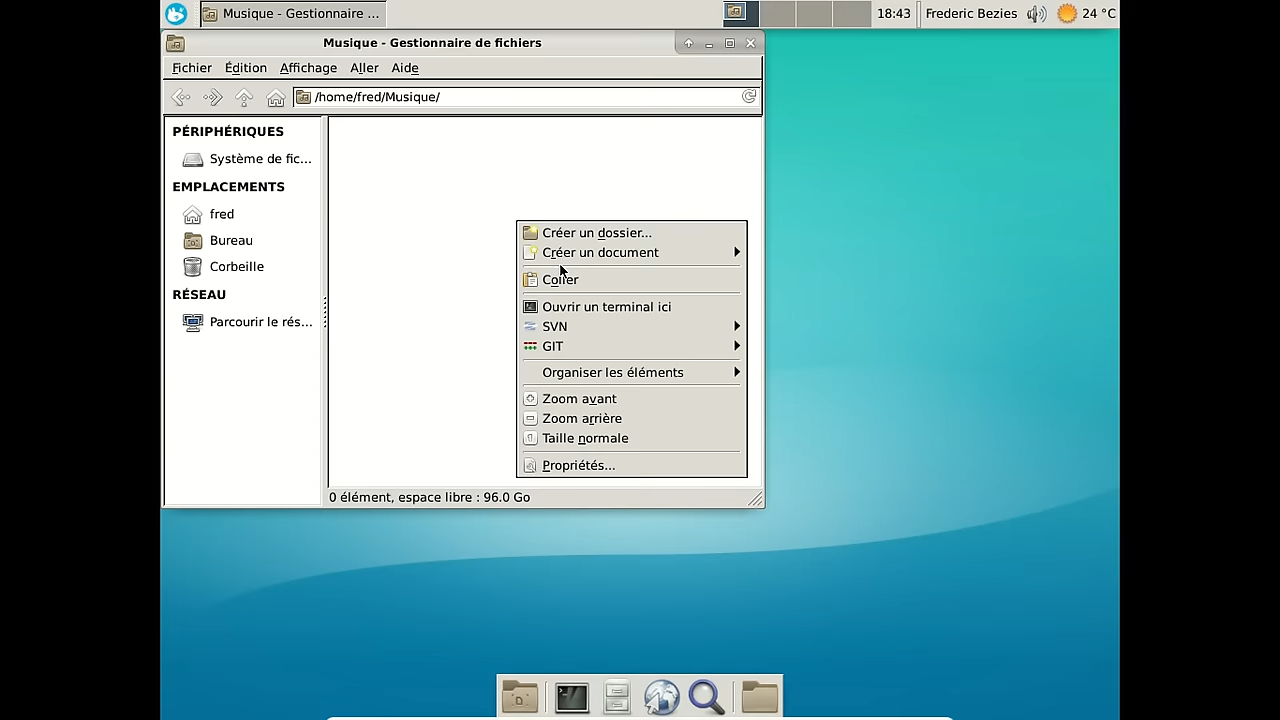 Musique - Gestionnaire ...
18:43
Frederic Bezies
24 °C
Musique - Gestionnaire de fichiers
Fichier Édition Affichage Aller Aide
/home/fred/Musique/
PÉRIPHÉRIQUES
Système de fic...
EMPLACEMENTS
fred
Bureau
Corbeille
RÉSEAU
Parcourir le rés...
Créer un dossier...
Créer un document
Coller
Ouvrir un terminal ici
SVN
GIT
Organiser les éléments
Zoom avant
Zoom arrière
Taille normale
Propriétés...
0 élément, espace libre : 96.0 Go